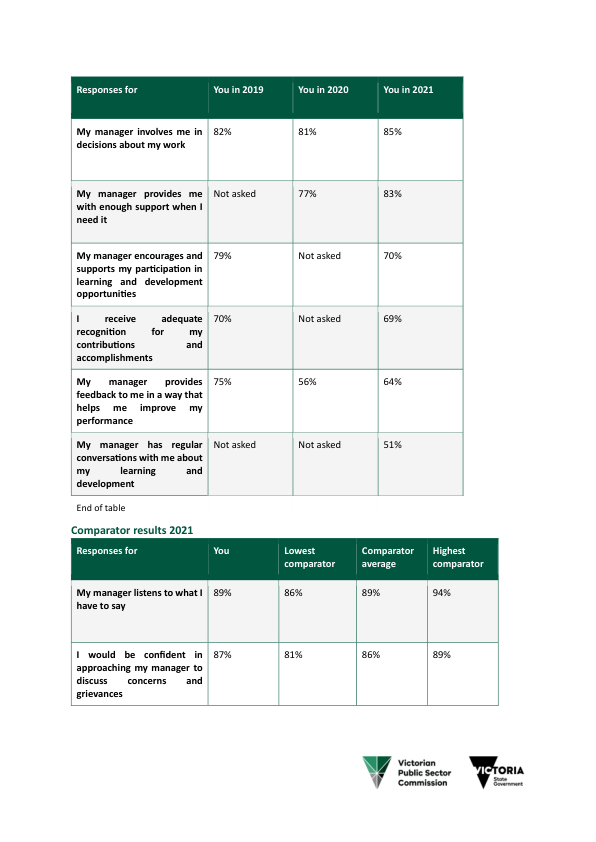 Responses for You in 2019 You in 2020 You in 2021
My manager involves me in 82% 81% 85%
decisions about my work
My manager provides me Not asked 77% 83%
with enough support when I
need it
My manager encourages and 79% Not asked 70%
supports my participation in
learning and development
opportunities
I receive adequate 70% Not asked 69%
recognition for my
contributions and
accomplishments
My manager provides 75% 56% 64%
feedback to me in a way that
helps me improve my
performance
My manager has regular Not asked Not asked 51%
conversations with me about
my learning and
development
End of table
Comparator results 2021
Responses for You Lowest Comparator Highest
comparator average comparator
My manager listens to what I 89% 86% 89% 94%
have to say
I would be confident in 87% 81% 86% 89%
approaching my manager to
discuss concerns and
grievances
Victorian
Public Sector
Commission
VICTORIA
State
Government